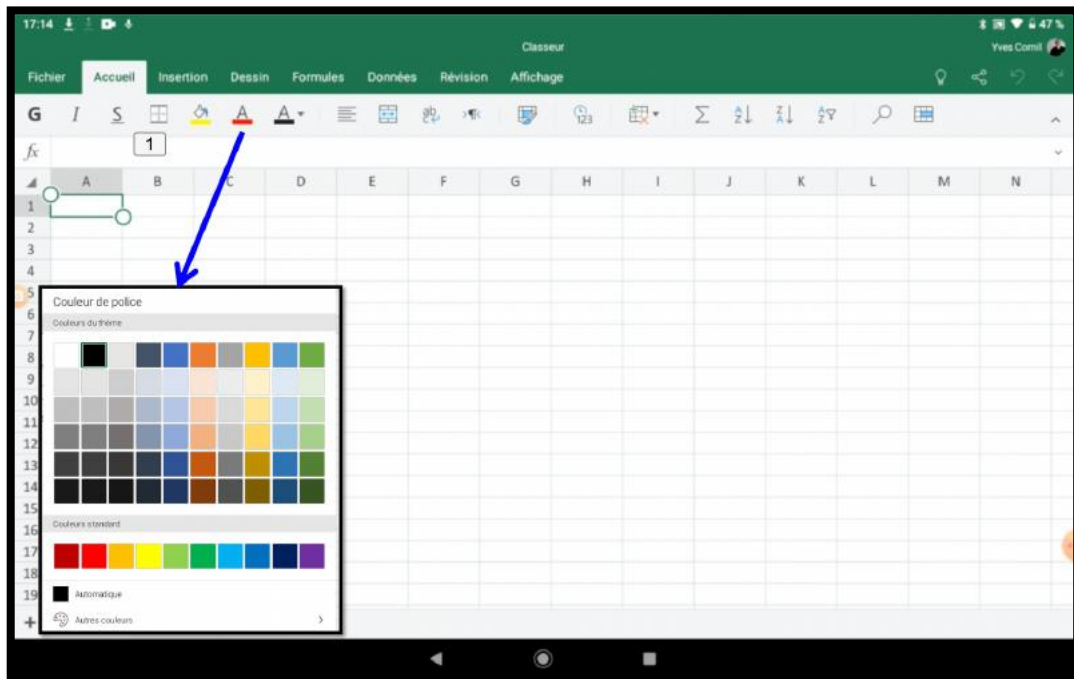 17:14 47 %
Classeur
Yves Cornil
Fichier Accueil Insertion Dessin Formules Données Révision Affichage
G I S A A ab 123 Σ A Z Z A A Z
1
fx
A B C D E F G H I J K L M N
1
2
3
4
5
6
7
8
9
10
11
12
13
14
15
16
17
18
19
Couleur de police
Couleurs du thème
Couleurs standard
Automatique
Autres couleurs >
+